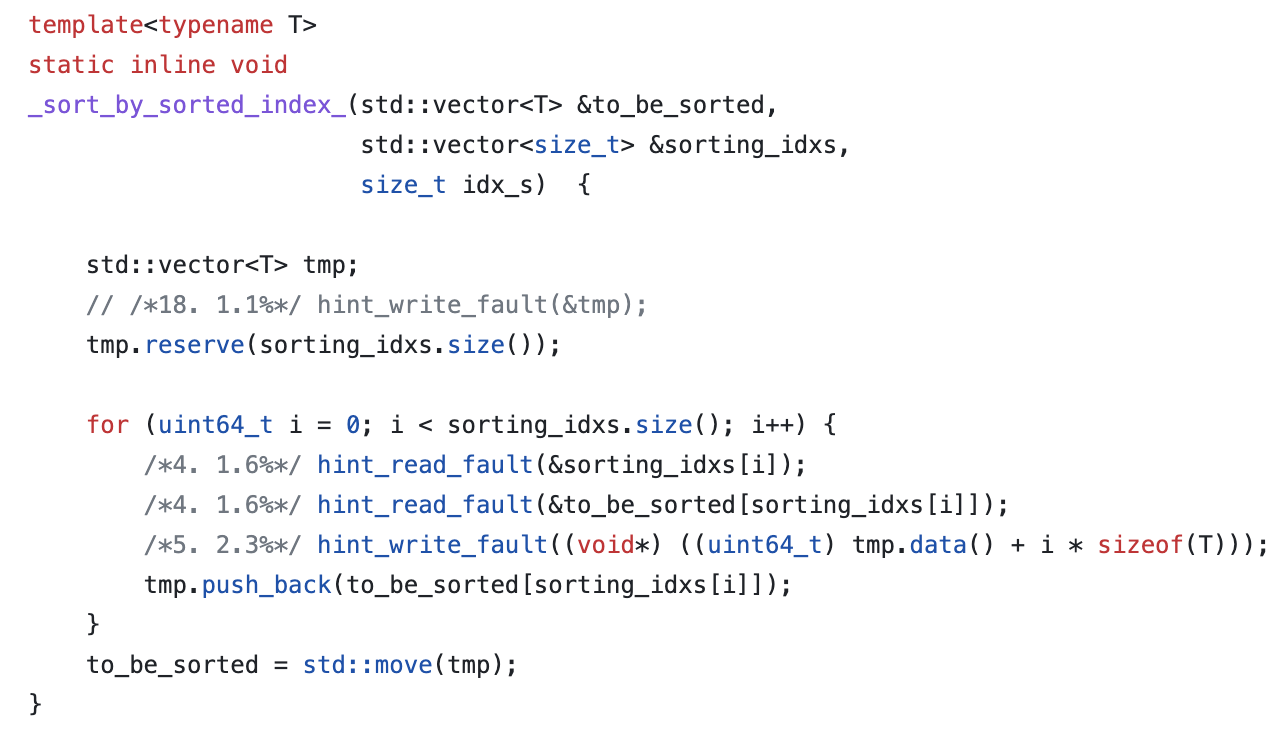 template<typename T>
static inline void
_sort_by_sorted_index_(std::vector<T> &to_be_sorted,
                       std::vector<size_t> &sorting_idxs,
                       size_t idx_s)  {

    std::vector<T> tmp;
    // /*18. 1.1%*/ hint_write_fault(&tmp);
    tmp.reserve(sorting_idxs.size());

    for (uint64_t i = 0; i < sorting_idxs.size(); i++) {
        /*4. 1.6%*/ hint_read_fault(&sorting_idxs[i]);
        /*4. 1.6%*/ hint_read_fault(&to_be_sorted[sorting_idxs[i]]);
        /*5. 2.3%*/ hint_write_fault((void*) ((uint64_t) tmp.data() + i * sizeof(T)));
        tmp.push_back(to_be_sorted[sorting_idxs[i]]);
    }
    to_be_sorted = std::move(tmp);
}